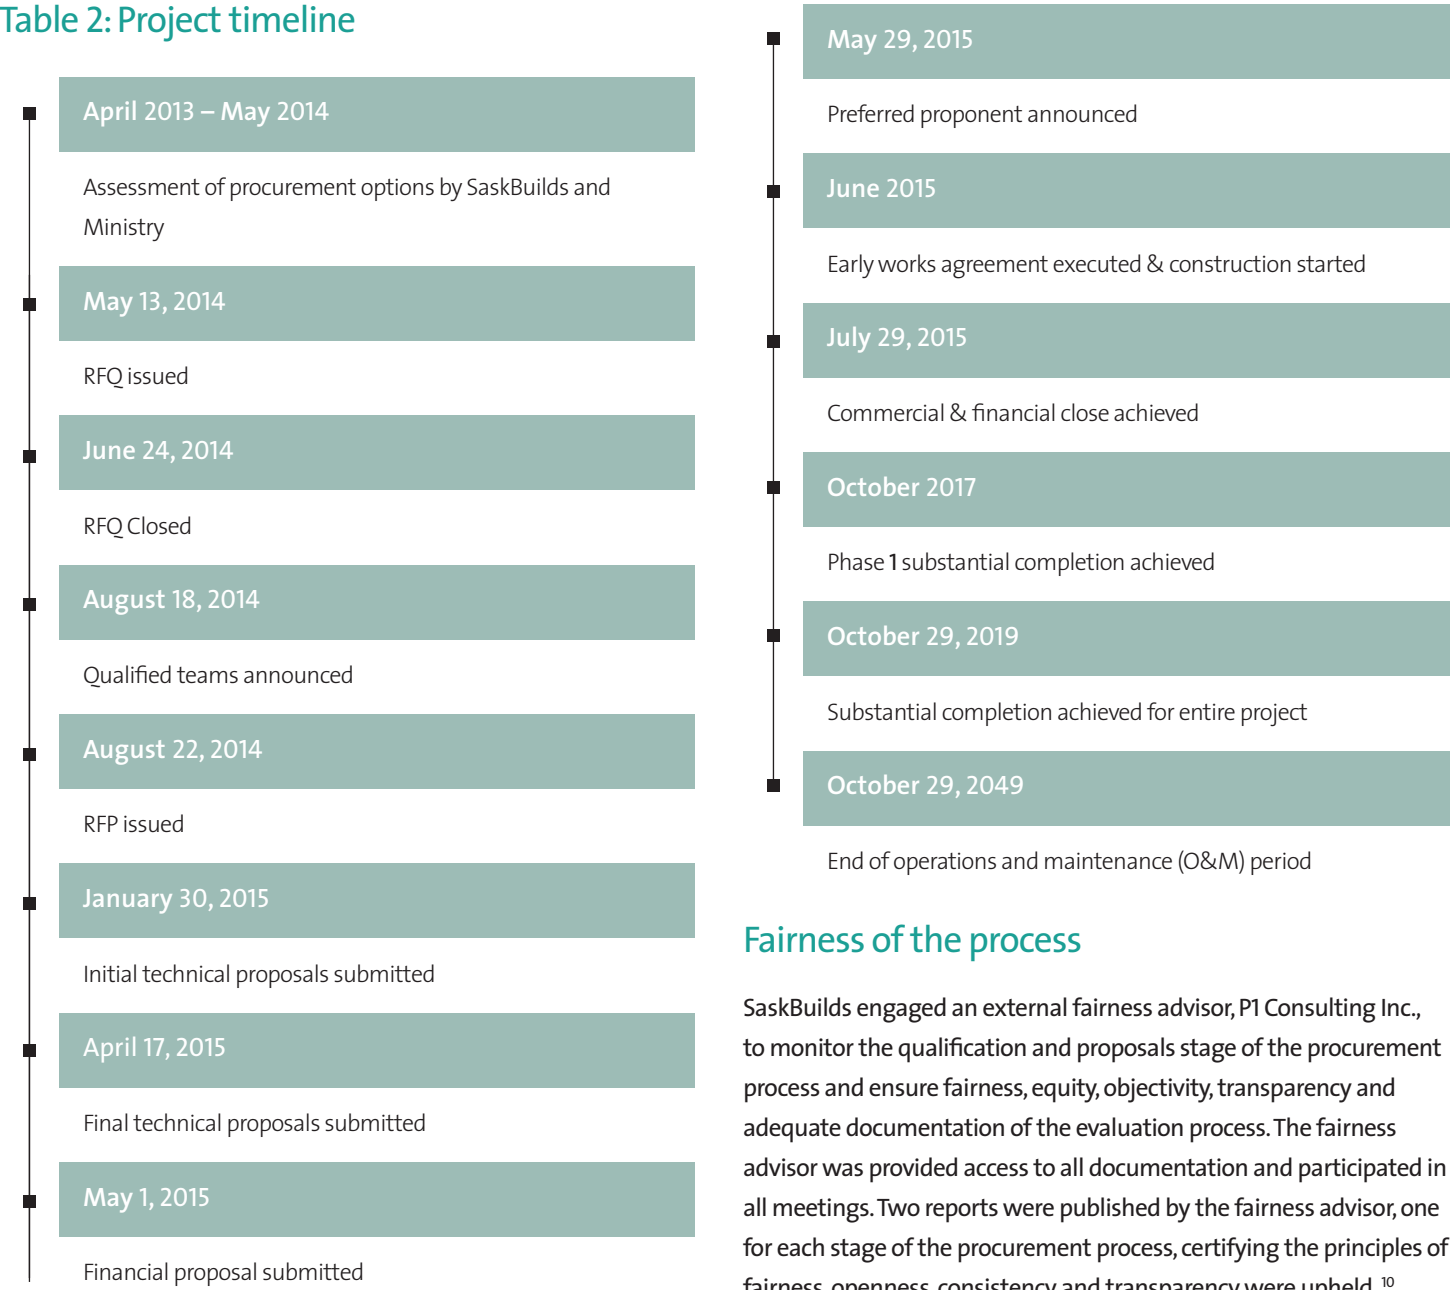 Table 2: Project timeline
April 2013 – May 2014
Assessment of procurement options by SaskBuilds and
Ministry
May 13, 2014
RFQ issued
June 24, 2014
RFQ Closed
August 18, 2014
Qualified teams announced
August 22, 2014
RFP issued
January 30, 2015
Initial technical proposals submitted
April 17, 2015
Final technical proposals submitted
May 1, 2015
Financial proposal submitted
May 29, 2015
Preferred proponent announced
June 2015
Early works agreement executed & construction started
July 29, 2015
Commercial & financial close achieved
October 2017
Phase 1 substantial completion achieved
October 29, 2019
Substantial completion achieved for entire project
October 29, 2049
End of operations and maintenance (O&M) period
Fairness of the process
SaskBuilds engaged an external fairness advisor, P1 Consulting Inc.,
to monitor the qualification and proposals stage of the procurement
process and ensure fairness, equity, objectivity, transparency and
adequate documentation of the evaluation process. The fairness
advisor was provided access to all documentation and participated in
all meetings. Two reports were published by the fairness advisor, one
for each stage of the procurement process, certifying the principles of
fairness, openness, consistency and transparency were upheld. 10